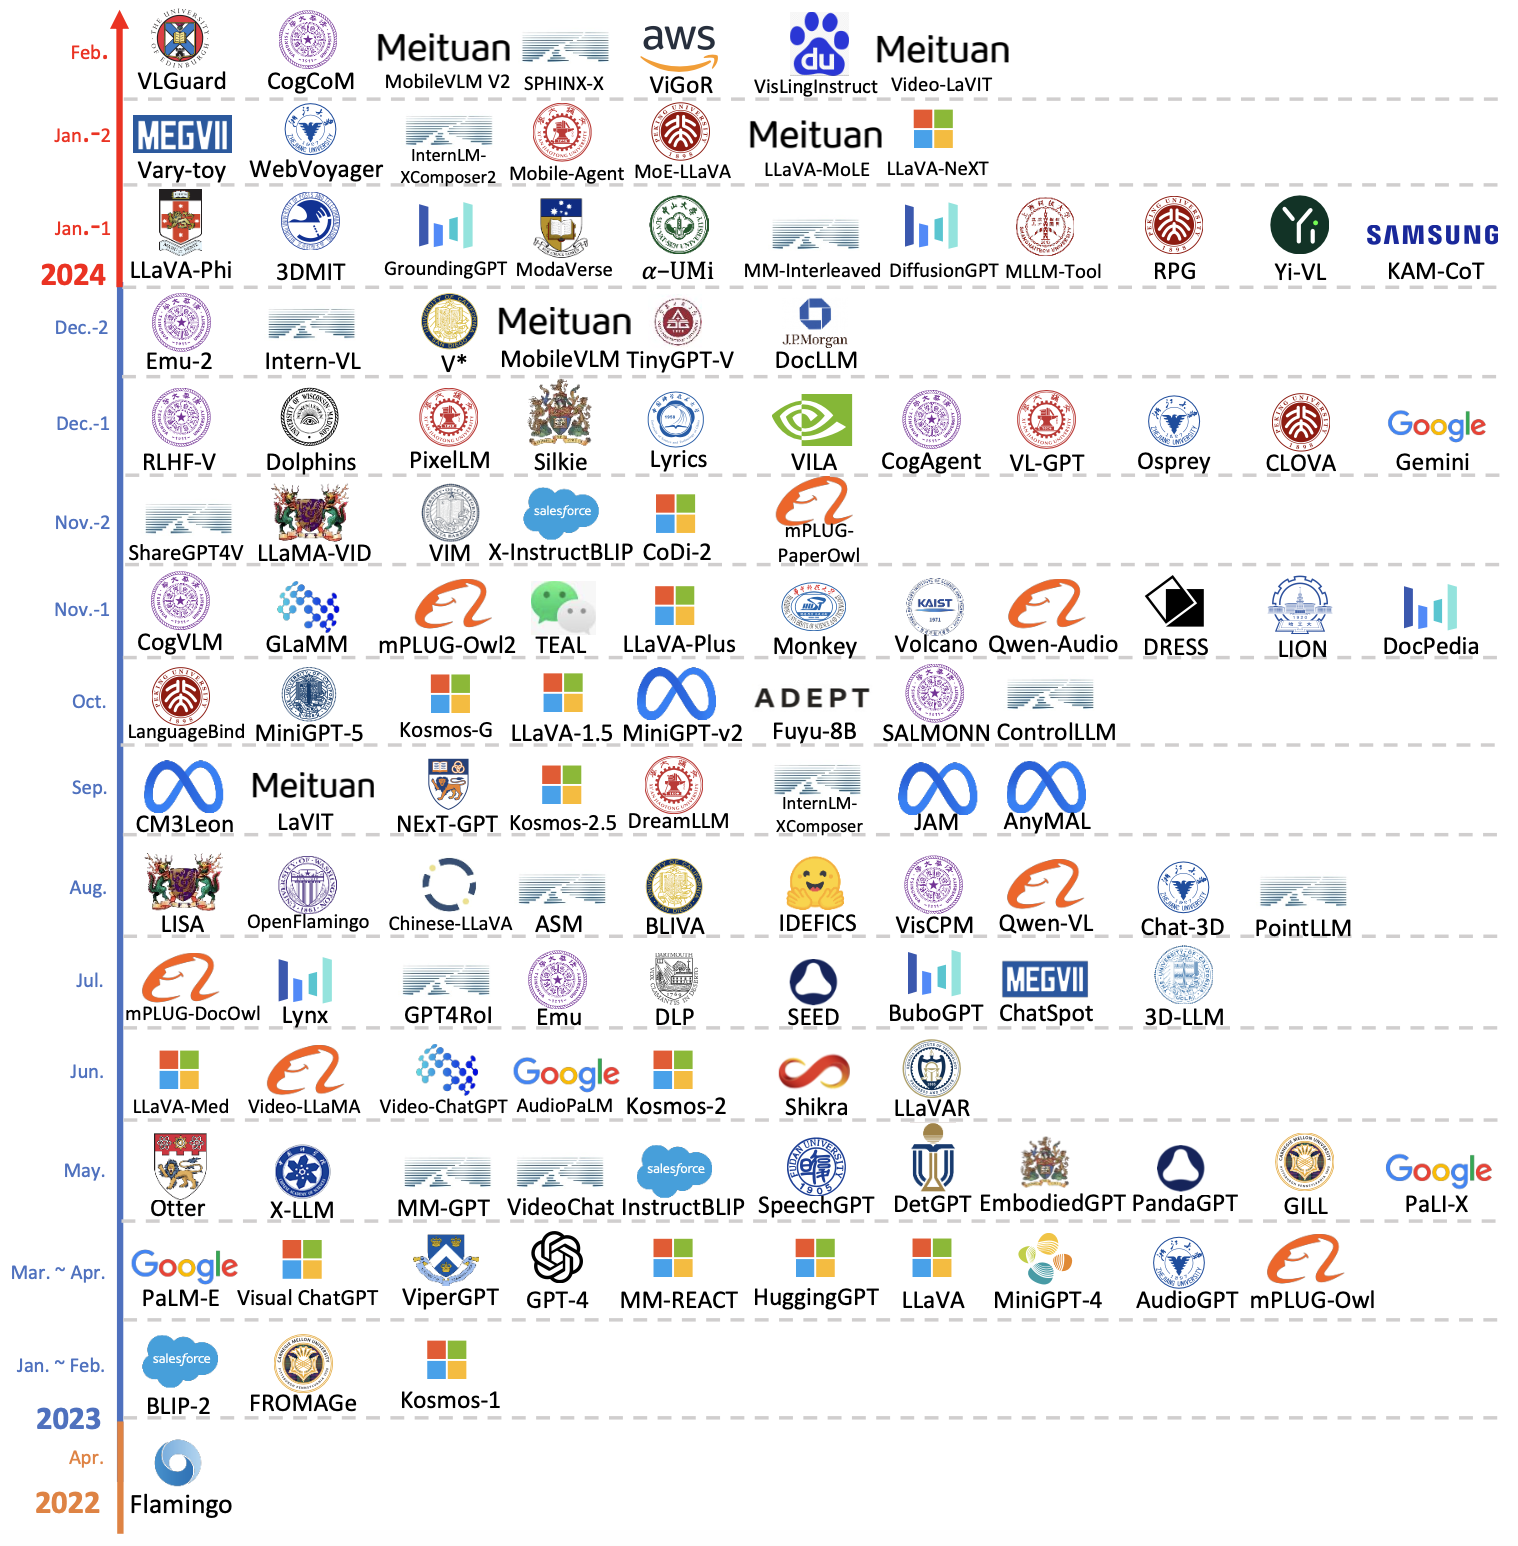 Feb.
Meituan
aws
du
Meituan
VLGuard
CogCoM
MobileVLM V2
SPHINX-X
ViGoR
VisLingInstruct
Video-LaVIT
Jan.-2
MEGVII
Meituan
Vary-toy
WebVoyager
InternLM-
XComposer2
Mobile-Agent
MoE-LLaVA
LLaVA-MoLE
LLaVA-NeXT
Jan.-1
Yi
SAMSUNG
LLaVA-Phi
3DMIT
GroundingGPT
ModaVerse
α-UMi
MM-Interleaved
DiffusionGPT
MLLM-Tool
RPG
Yi-VL
KAM-CoT
2024
Dec.-2
Meituan
J.P.Morgan
Emu-2
Intern-VL
V*
MobileVLM
TinyGPT-V
DocLLM
Dec.-1
Google
RLHF-V
Dolphins
PixelLM
Silkie
Lyrics
VILA
CogAgent
VL-GPT
Osprey
CLOVA
Gemini
Nov.-2
salesforce
ShareGPT4V
LLaMA-VID
VIM
X-InstructBLIP
CoDi-2
mPLUG-
PaperOwl
Nov.-1
KAIST
1971
CogVLM
GLaMM
mPLUG-Owl2
TEAL
LLaVA-Plus
Monkey
Volcano
Qwen-Audio
DRESS
LION
DocPedia
Oct.
ADEPT
LanguageBind
MiniGPT-5
Kosmos-G
LLaVA-1.5
MiniGPT-v2
Fuyu-8B
SALMONN
ControlLLM
Sep.
Meituan
CM3Leon
LaVIT
NExT-GPT
Kosmos-2.5
DreamLLM
InternLM-
XComposer
JAM
AnyMAL
Aug.
LISA
OpenFlamingo
Chinese-LLaVA
ASM
BLIVA
IDEFICS
VisCPM
Qwen-VL
Chat-3D
PointLLM
Jul.
MEGVII
mPLUG-DocOwl
Lynx
GPT4RoI
Emu
DLP
SEED
BuboGPT
ChatSpot
3D-LLM
Jun.
Google
LLaVA-Med
Video-LLaMA
Video-ChatGPT
AudioPaLM
Kosmos-2
Shikra
LLaVAR
May.
salesforce
FUDAN UNIVERSITY
1905
Google
Otter
X-LLM
MM-GPT
VideoChat
InstructBLIP
SpeechGPT
DetGPT
EmbodiedGPT
PandaGPT
GILL
PaLI-X
Mar. ~ Apr.
Google
PaLM-E
Visual ChatGPT
ViperGPT
GPT-4
MM-REACT
HuggingGPT
LLaVA
MiniGPT-4
AudioGPT
mPLUG-Owl
Jan. ~ Feb.
salesforce
BLIP-2
FROMAGe
Kosmos-1
2023
Apr.
2022
Flamingo